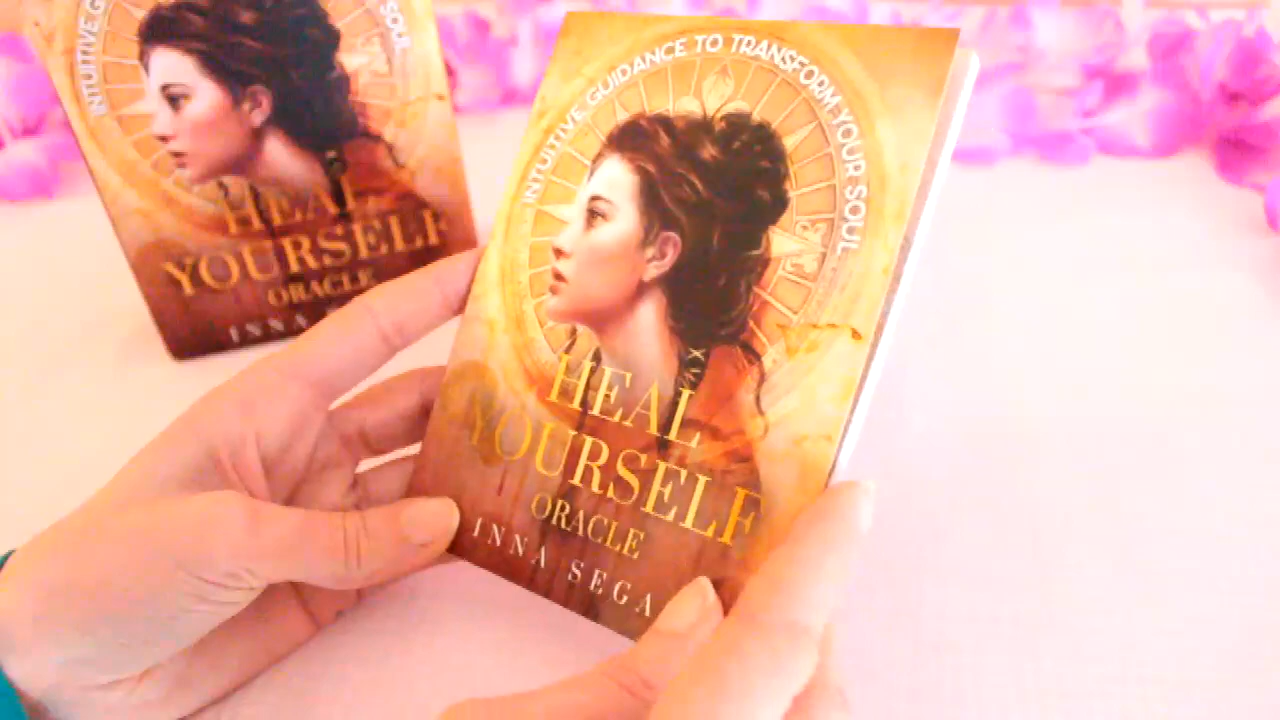 INTUITIVE G
SOUL
HEAL
YOURSELF
ORACLE
INNA
INTUITIVE GUIDANCE TO TRANSFORM YOUR SOUL
HEAL
YOURSELF
ORACLE
INNA SEGA